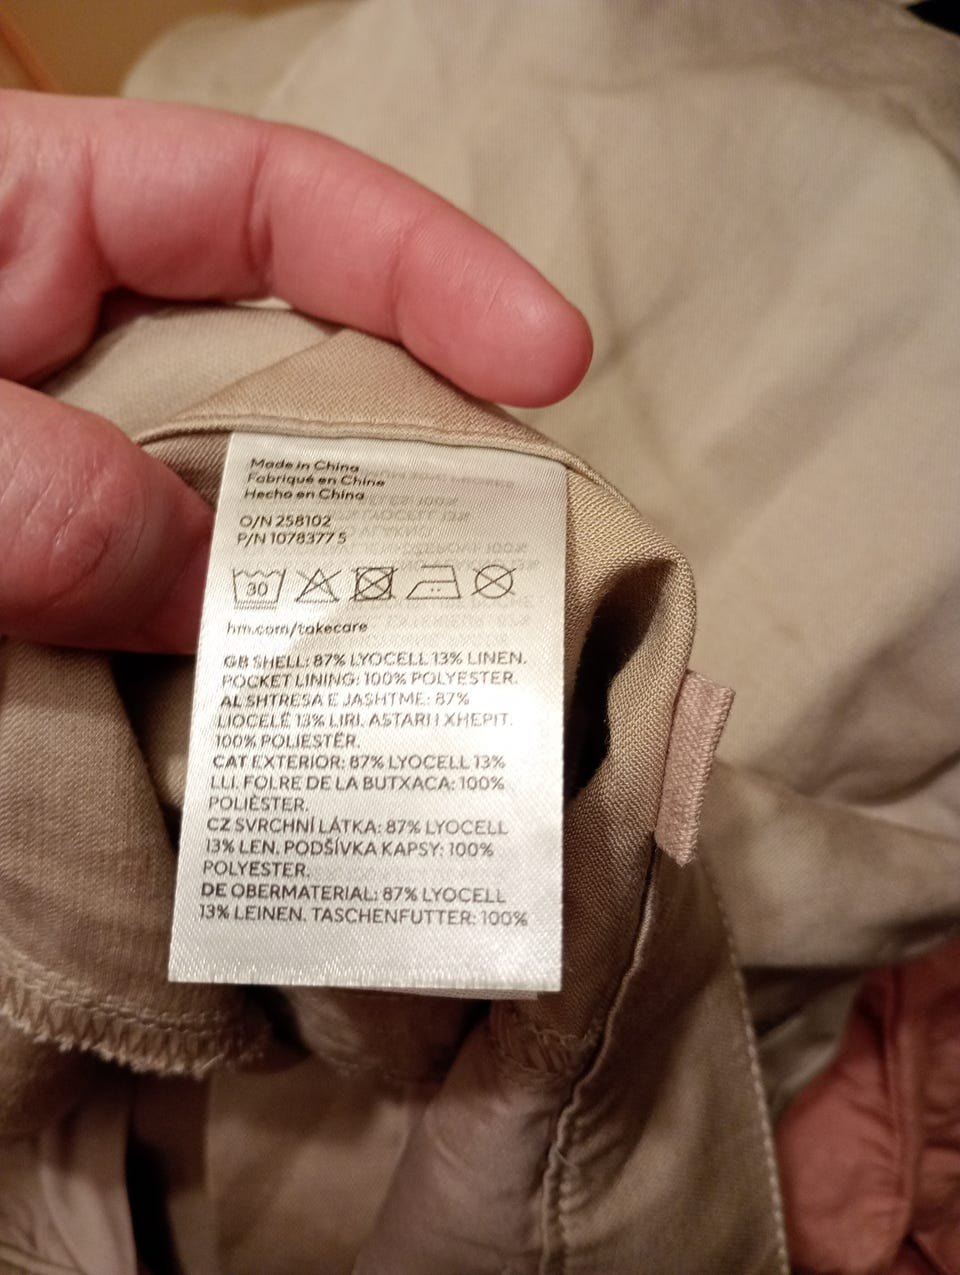 Made in China
Fabriqué en Chine
Hecho en China
O/N 258102
P/N 1078377 5
30
hm.com/takecare
GB SHELL: 87% LYOCELL 13% LINEN.
POCKET LINING: 100% POLYESTER.
AL SHTRESA E JASHTME: 87%
LIOCELË 13% LIRI. ASTARI I XHEPIT:
100% POLIESTËR.
CAT EXTERIOR: 87% LYOCELL 13%
LLI. FOLRE DE LA BUTXACA: 100%
POLIÈSTER.
CZ SVRCHNÍ LÁTKA: 87% LYOCELL
13% LEN. PODŠÍVKA KAPSY: 100%
POLYESTER.
DE OBERMATERIAL: 87% LYOCELL
13% LEINEN. TASCHENFUTTER: 100%